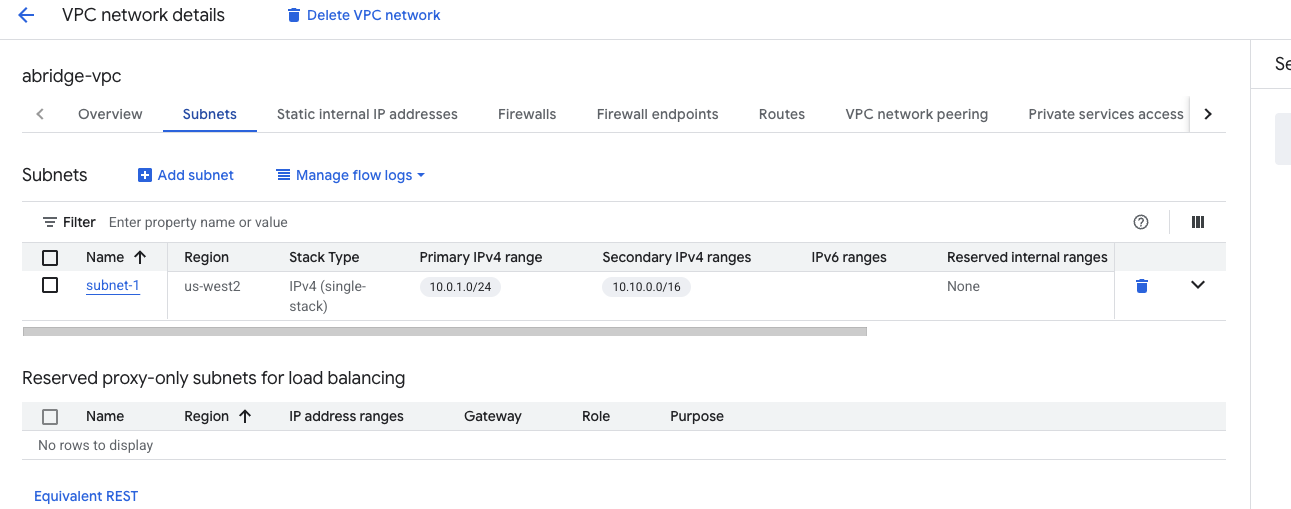 VPC network details Delete VPC network
abridge-vpc
Se
Overview Subnets Static internal IP addresses Firewalls Firewall endpoints Routes VPC network peering Private services access
Subnets Add subnet Manage flow logs
Filter Enter property name or value
Name Region Stack Type Primary IPv4 range Secondary IPv4 ranges IPv6 ranges Reserved internal ranges
subnet-1 us-west2 IPv4 (single- 10.0.1.0/24 10.10.0.0/16 None
stack)
Reserved proxy-only subnets for load balancing
Name Region IP address ranges Gateway Role Purpose
No rows to display
Equivalent REST